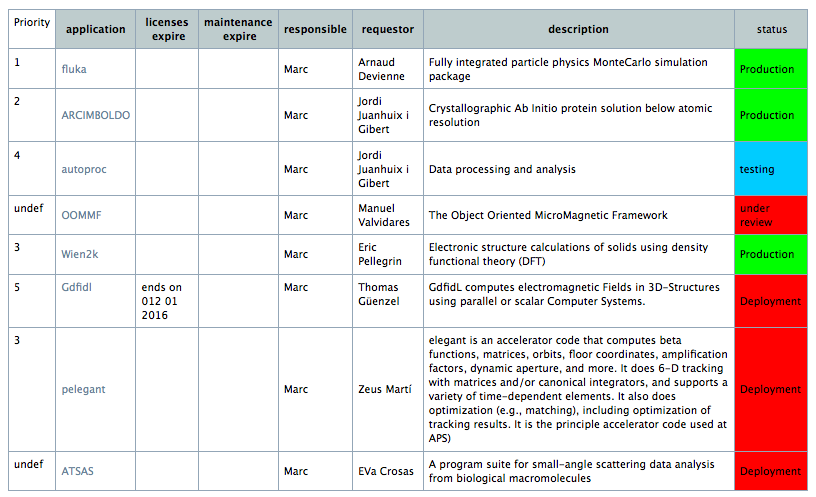 Priority
application
licenses
expire
maintenance
expire
responsible
requestor
description
status
1
fluka
Marc
Arnaud
Devienne
Fully integrated particle physics MonteCarlo simulation
package
Production
2
ARCIMBOLDO
Marc
Jordi
Juanhuix i
Gibert
Crystallographic Ab Initio protein solution below atomic
resolution
Production
4
autoproc
Marc
Jordi
Juanhuix i
Gibert
Data processing and analysis
testing
undef
OOMMF
Marc
Manuel
Valvidares
The Object Oriented MicroMagnetic Framework
under
review
3
Wien2k
Marc
Eric
Pellegrin
Electronic structure calculations of solids using density
functional theory (DFT)
Production
5
Gdfidl
ends on
012 01
2016
Marc
Thomas
Güenzel
GdfidL computes electromagnetic Fields in 3D-Structures
using parallel or scalar Computer Systems.
Deployment
3
pelegant
Marc
Zeus Martí
elegant is an accelerator code that computes beta
functions, matrices, orbits, floor coordinates, amplification
factors, dynamic aperture, and more. It does 6-D tracking
with matrices and/or canonical integrators, and supports a
variety of time-dependent elements. It also does
optimization (e.g., matching), including optimization of
tracking results. It is the principle accelerator code used at
APS)
Deployment
undef
ATSAS
Marc
EVa Crosas
A program suite for small-angle scattering data analysis
from biological macromolecules
Deployment